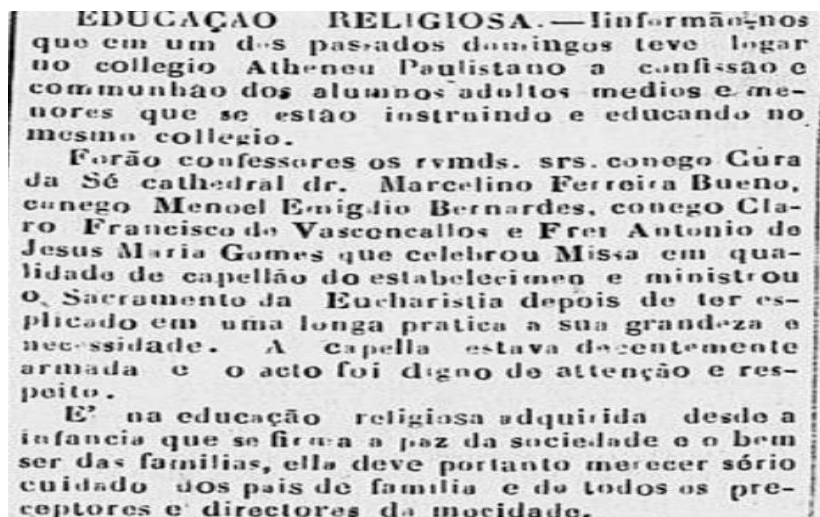 EDUCAÇÃO RELIGIOSA.—Iinformão-nos
que em um dos passados domingos teve logar
no collegio Atheneu Paulistano a confissão e
communhão dos alumnos adultos medios e me-
nores que se estão instruindo e educando no
mesmo collegio.
Forão confessores os rvmds. srs. conego Cura
da Sé cathedral dr. Marcelino Ferreira Bueno,
conego Menoel Emigdio Bernardes, conego Cla-
ro Francisco de Vasconcallos e Frei Antonio de
Jesus Maria Gomes que celebrou Missa em qua-
lidade de capellão do estabelecimen e ministrou
o Sacramento da Eucharistia depois de ter es-
plicado em uma longa pratica a sua grandeza e
necessidade. A capella estava decentemente
armada e o acto foi digno de attenção e res-
peito.
E' na educação religiosa adquirida desde a
infancia que se firma a paz da sociedade e o bem
ser das familias, ella deve portanto merecer sério
cuidado dos pais de familia e de todos os pre-
ceptores e directores da mocidade.